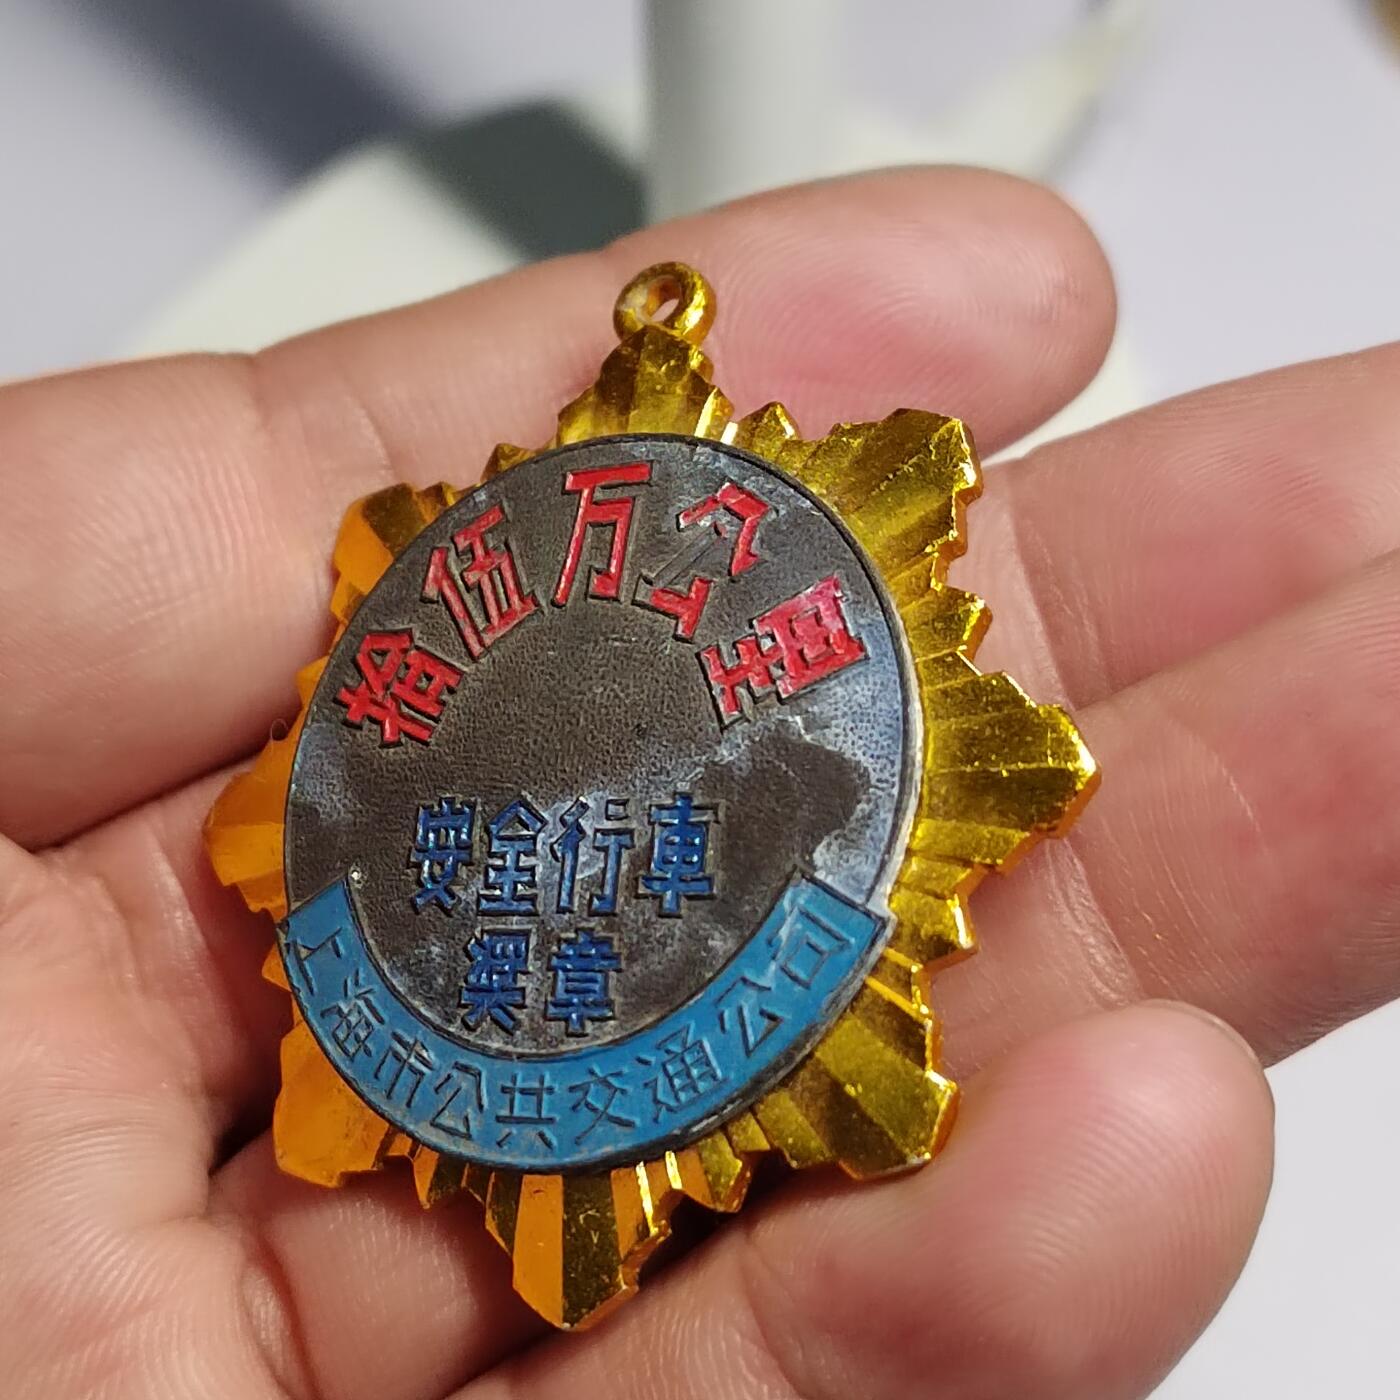 拾伍万公里
安全行車
奬章
上海市公共交通公司